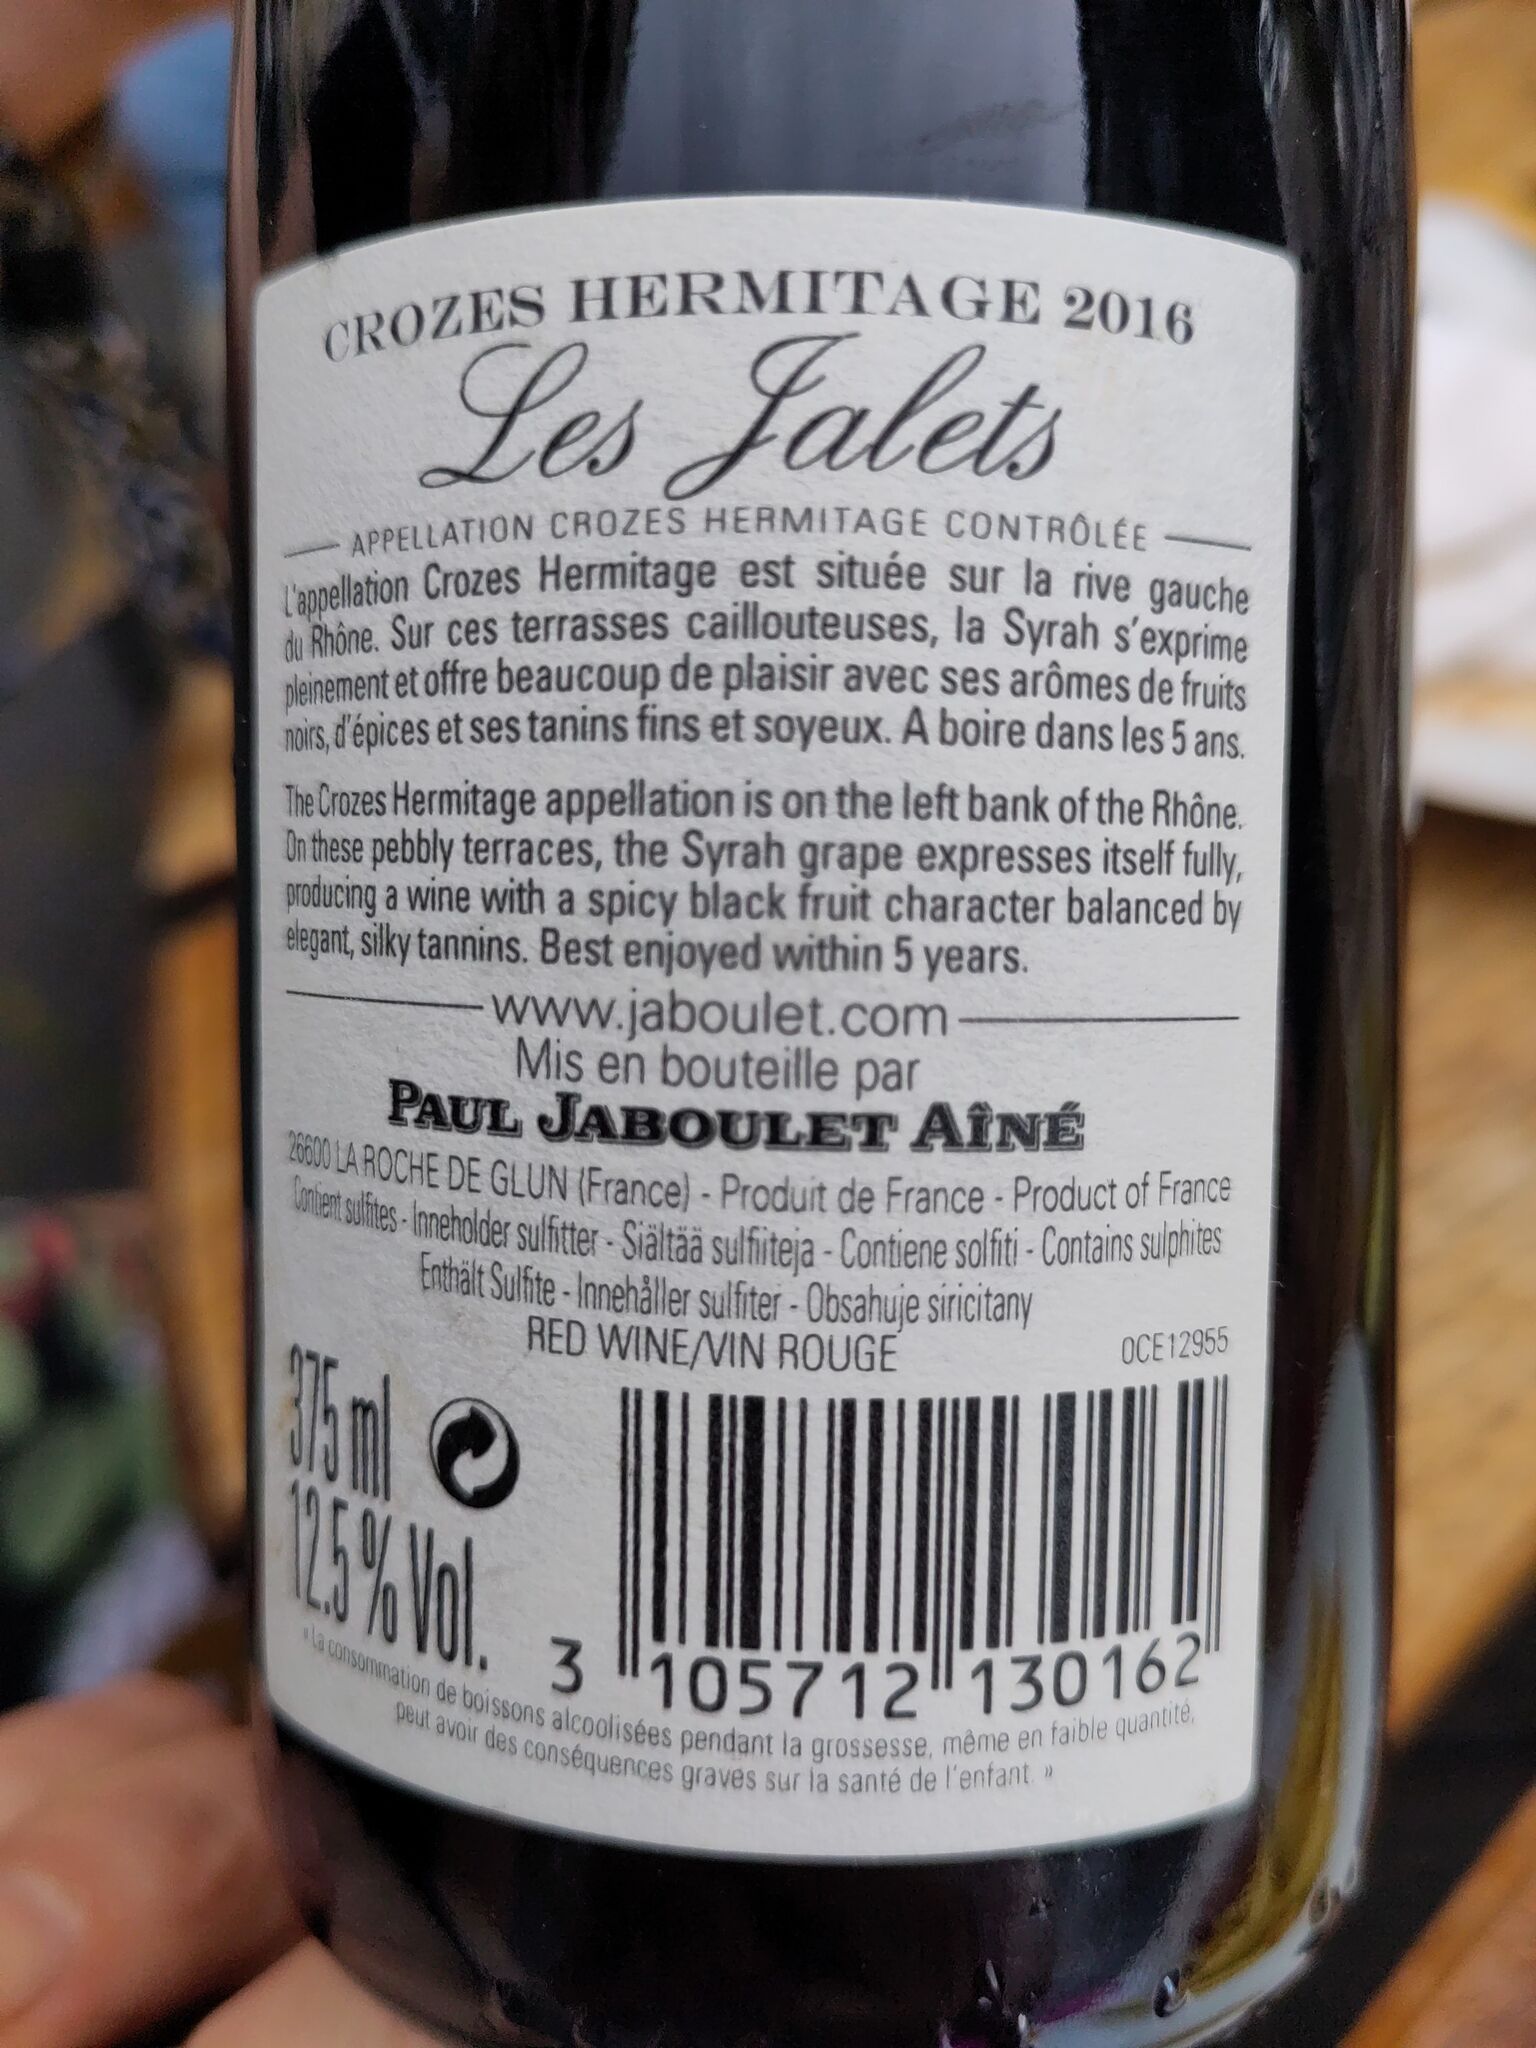 CROZES HERMITAGE 2016
Les Jalets
APPELLATION CROZES HERMITAGE CONTRÔLÉE
L'appellation Crozes Hermitage est située sur la rive gauche
du Rhône. Sur ces terrasses caillouteuses, la Syrah s'exprime
pleinement et offre beaucoup de plaisir avec ses arômes de fruits
noirs, d'épices et ses tanins fins et soyeux. A boire dans les 5 ans.
The Crozes Hermitage appellation is on the left bank of the Rhône.
On these pebbly terraces, the Syrah grape expresses itself fully,
producing a wine with a spicy black fruit character balanced by
elegant, silky tannins. Best enjoyed within 5 years.
www.jaboulet.com
Mis en bouteille par
PAUL JABOULET AÎNÉ
26600 LA ROCHE DE GLUN (France) - Produit de France - Product of France
Contient sulfites - Inneholder sulfitter - Siältää sulfiiteja - Contiene solfiti - Contains sulphites
Enthält Sulfite - Innehåller sulfiter - Obsahuje siricitany
RED WINE/VIN ROUGE
OCE12955
375 ml
12.5 % Vol.
3 105712 130162
« La consommation de boissons alcoolisées pendant la grossesse, même en faible quantité,
peut avoir des conséquences graves sur la santé de l'enfant. »